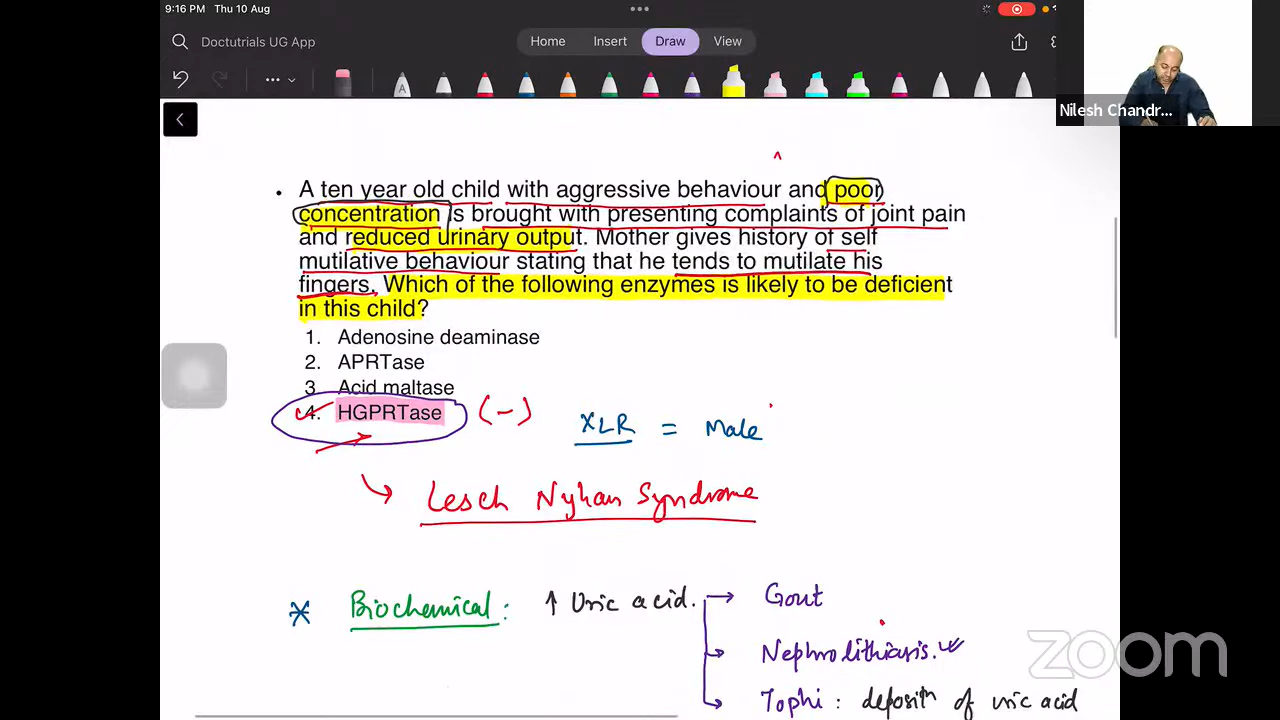 9:16 PM Thu 10 Aug
Doctutrials UG App
Home Insert Draw View
A
Nilesh Chandr...
• A ten year old child with aggressive behaviour and poor
concentration is brought with presenting complaints of joint pain
and reduced urinary output. Mother gives history of self
mutilative behaviour stating that he tends to mutilate his
fingers. Which of the following enzymes is likely to be deficient
in this child?
1. Adenosine deaminase
2. APRTase
3. Acid maltase
4. HGPRTase (-)
XLR = Male
Lesch Nyhan Syndrome
* Biochemical: ↑ Uric acid. → Gout
→ Nephrolithiasis.
→ Tophi: deposith of uric acid
zoom